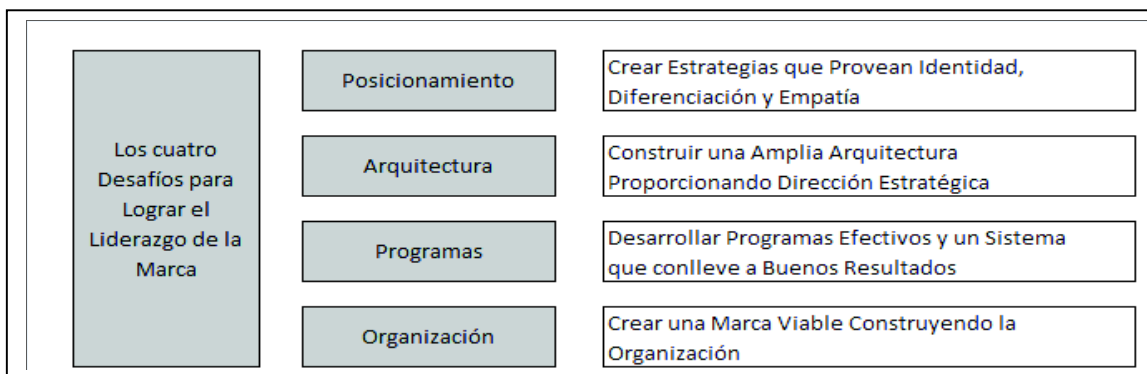 Los cuatro
Desafíos para
Lograr el
Liderazgo de la
Marca
Posicionamiento
Crear Estrategias que Provean Identidad,
Diferenciación y Empatía
Arquitectura
Construir una Amplia Arquitectura
Proporcionando Dirección Estratégica
Programas
Desarrollar Programas Efectivos y un Sistema
que conlleve a Buenos Resultados
Organización
Crear una Marca Viable Construyendo la
Organización